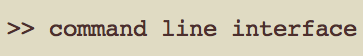 >> command line interface